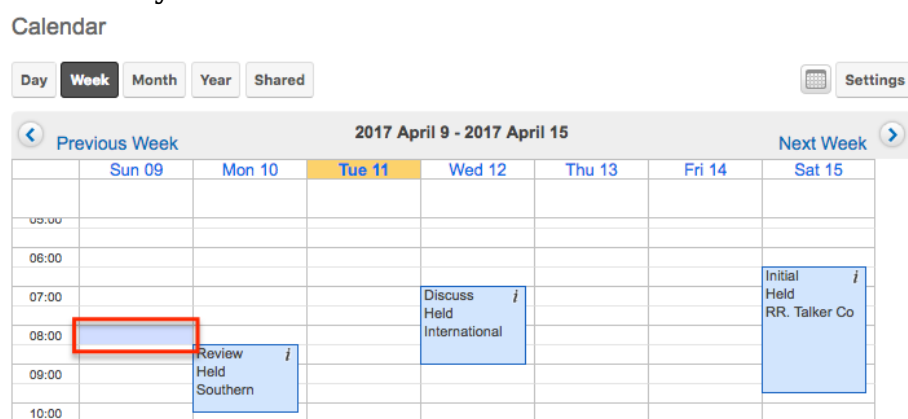 Calendar
Day Week Month Year Shared Settings
Previous Week 2017 April 9 - 2017 April 15 Next Week
Sun 09 Mon 10 Tue 11 Wed 12 Thu 13 Fri 14 Sat 15
05:00
06:00
Initial i
07:00 Discuss i Held
Held RR. Talker Co
08:00 International
Review i
09:00 Held
Southern
10:00